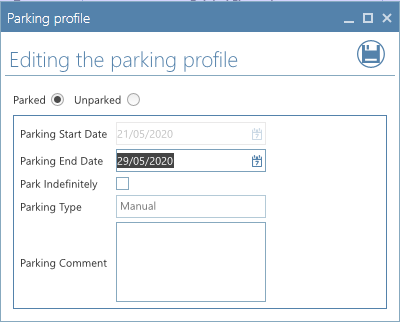 Parking profile
Editing the parking profile
Parked Unparked
Parking Start Date 21/05/2020
Parking End Date 29/05/2020
Park Indefinitely
Parking Type Manual
Parking Comment